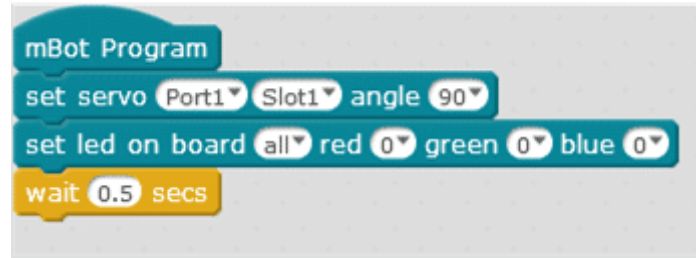 mBot Program
set servo Port1 Slot1 angle 90
set led on board all red 0 green 0 blue 0
wait 0.5 secs